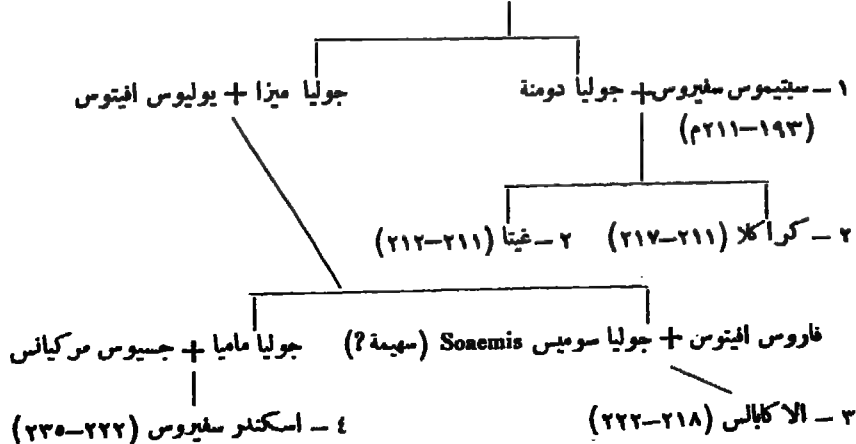 ١ – سبتيموس سفيروس + جوليا دومنة جوليا ميزا + يوليوس افيتوس
(١٩٣–٢١١م)
٢ – كراكلا (٢١١–٢١٧) ٢ – غيتا (٢١١–٢١٢)
فاروس افيتوس + جوليا سوميس Soaemis (سهيمة ?) جوليا ماميا + جسيوس مركيانس
٣ – الاكابالس (٢١٨–٢٢٢) ٤ – اسكندر سفيروس (٢٢٢–٢٣٥)